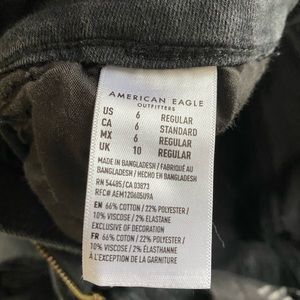 AMERICAN EAGLE
OUTFITTERS
US 6 REGULAR
CA 6 STANDARD
MX 6 REGULAR
UK 10 REGULAR
MADE IN BANGLADESH / FABRIQUÉ AU
BANGLADESH / HECHO EN BANGLADESH
RN 54485/CA 03873
RFC# AEM120605U9A
EN 66% COTTON / 22% POLYESTER /
10% VISCOSE / 2% ELASTANE
EXCLUSIVE OF DECORATION
FR 66% COTON / 22% POLYESTER /
10% VISCOSE / 2% ÉLASTHANNE
À L'EXCEPTION DE LA GARNITURE